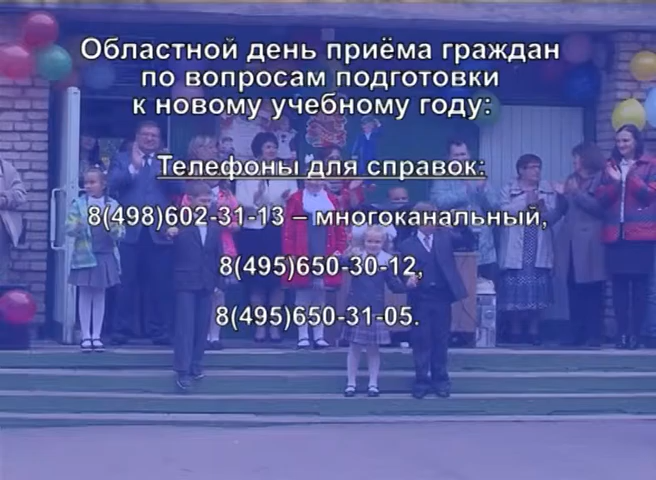 Областной день приёма граждан
по вопросам подготовки
к новому учебному году:
Телефоны для справок:
8(498)602-31-13 – многоканальный,
8(495)650-30-12,
8(495)650-31-05.